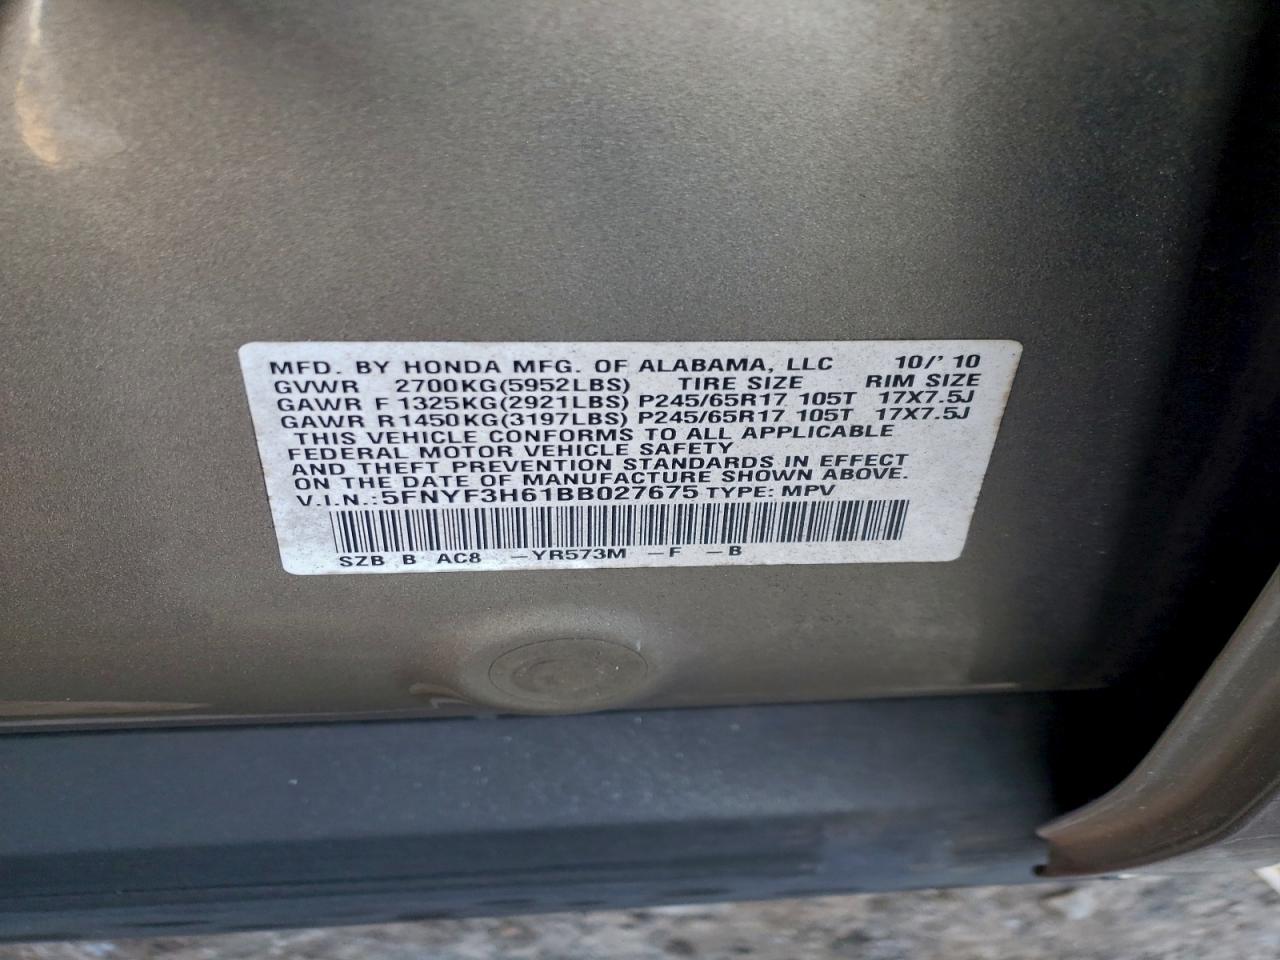 MFD. BY HONDA MFG. OF ALABAMA, LLC 10/'10
GVWR 2700KG(5952LBS) TIRE SIZE RIM SIZE
GAWR F 1325KG(2921LBS) P245/65R17 105T 17X7.5J
GAWR R 1450KG(3197LBS) P245/65R17 105T 17X7.5J
THIS VEHICLE CONFORMS TO ALL APPLICABLE
FEDERAL MOTOR VEHICLE SAFETY
AND THEFT PREVENTION STANDARDS IN EFFECT
ON THE DATE OF MANUFACTURE SHOWN ABOVE.
V.I.N.: 5FNYF3H61BB027675 TYPE: MPV
SZB B AC8 -YR573M -F -B